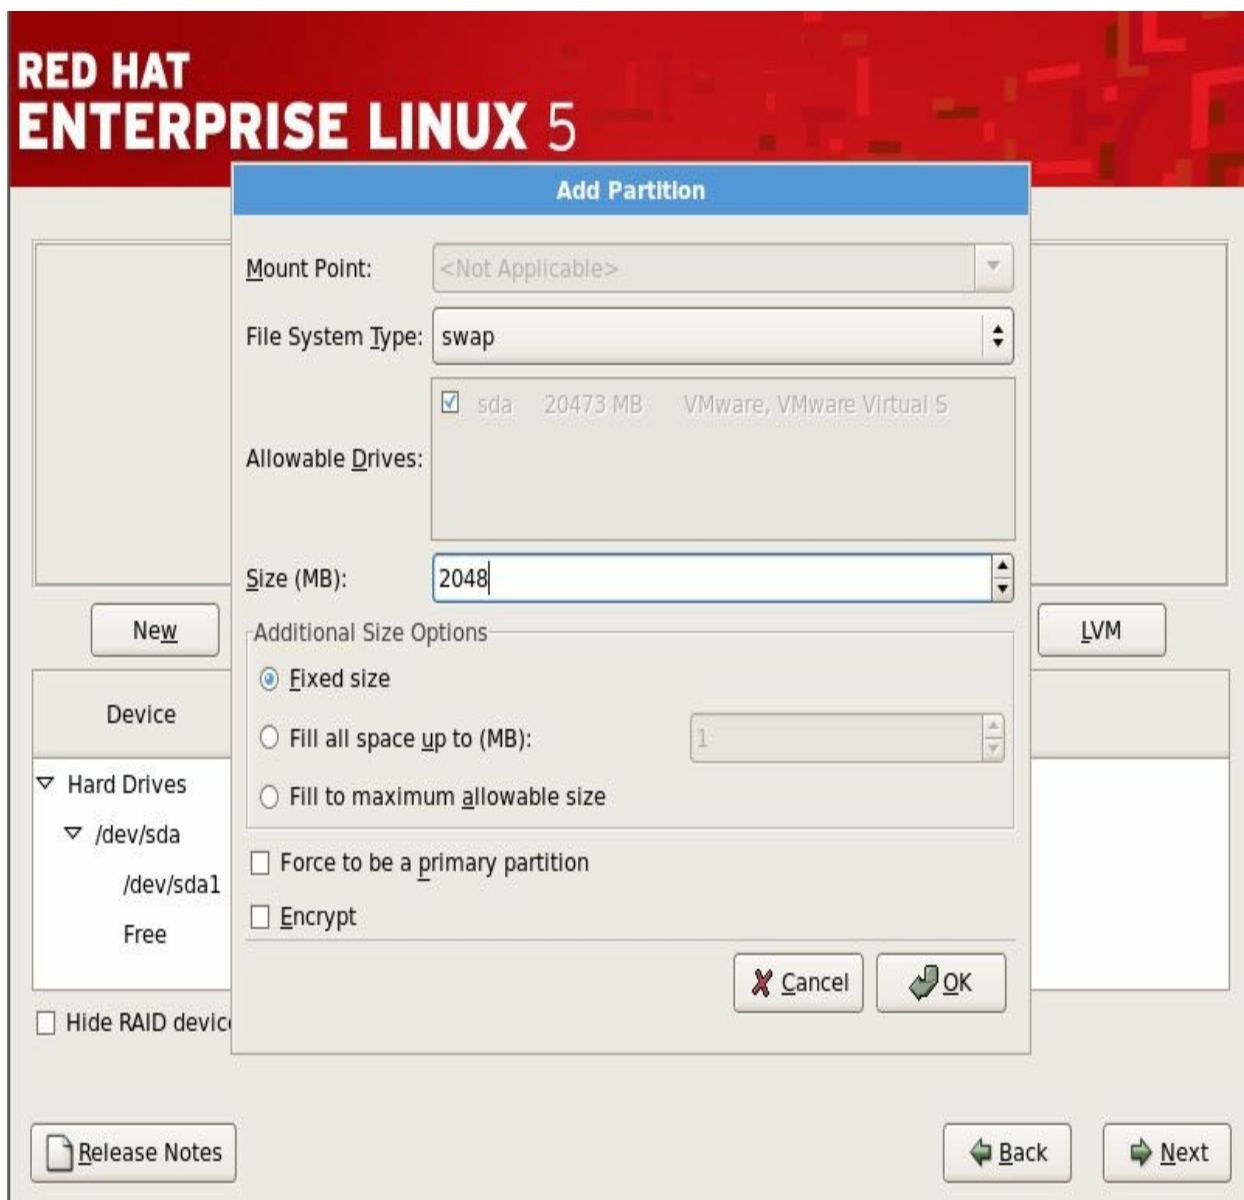 RED HAT
ENTERPRISE LINUX 5
Add Partition
Mount Point: <Not Applicable>
File System Type: swap
sda 20473 MB VMware, VMware Virtual S
Allowable Drives:
Size (MB): 2048
New
Additional Size Options
LVM
Fixed size
Device
Fill all space up to (MB): 1
Hard Drives
Fill to maximum allowable size
/dev/sda
Force to be a primary partition
/dev/sda1
Encrypt
Free
Cancel OK
Hide RAID devic
Release Notes Back Next